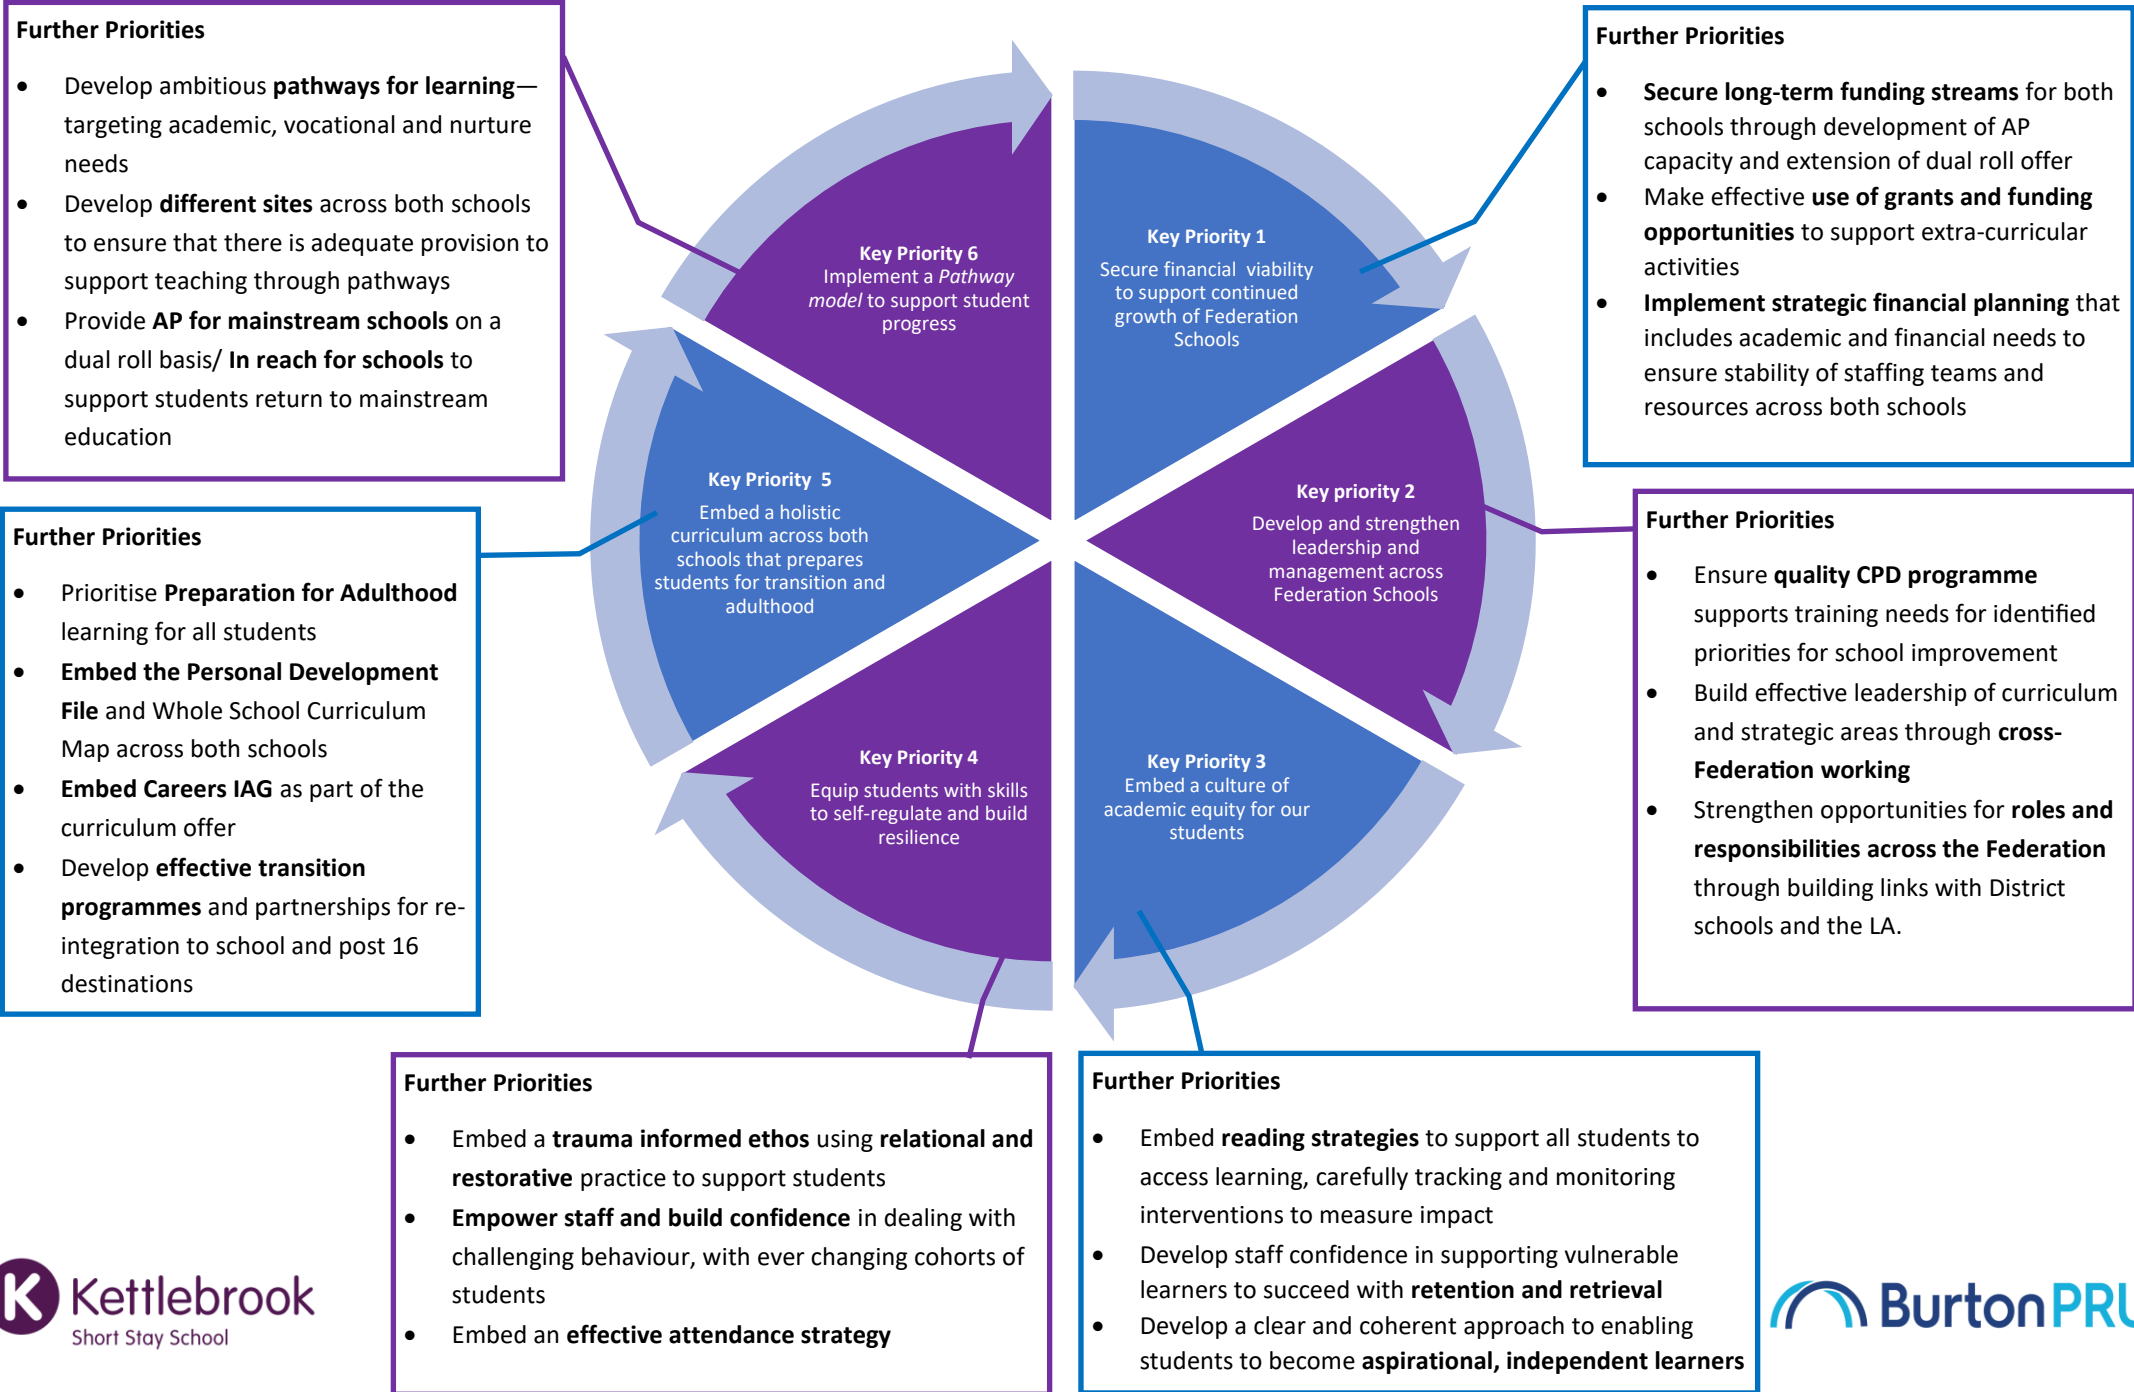 Further Priorities
• Develop ambitious pathways for learning—
targeting academic, vocational and nurture
needs
• Develop different sites across both schools
to ensure that there is adequate provision to
support teaching through pathways
• Provide AP for mainstream schools on a
dual roll basis/ In reach for schools to
support students return to mainstream
education
Further Priorities
• Secure long-term funding streams for both
schools through development of AP
capacity and extension of dual roll offer
• Make effective use of grants and funding
opportunities to support extra-curricular
activities
• Implement strategic financial planning that
includes academic and financial needs to
ensure stability of staffing teams and
resources across both schools
Key Priority 6
Implement a Pathway
model to support student
progress
Key Priority 1
Secure financial viability
to support continued
growth of Federation
Schools
Key Priority 5
Embed a holistic
curriculum across both
schools that prepares
students for transition and
adulthood
Key priority 2
Develop and strengthen
leadership and
management across
Federation Schools
Key Priority 4
Equip students with skills
to self-regulate and build
resilience
Key Priority 3
Embed a culture of
academic equity for our
students
Further Priorities
• Prioritise Preparation for Adulthood
learning for all students
• Embed the Personal Development
File and Whole School Curriculum
Map across both schools
• Embed Careers IAG as part of the
curriculum offer
• Develop effective transition
programmes and partnerships for re-
integration to school and post 16
destinations
Further Priorities
• Ensure quality CPD programme
supports training needs for identified
priorities for school improvement
• Build effective leadership of curriculum
and strategic areas through cross-
Federation working
• Strengthen opportunities for roles and
responsibilities across the Federation
through building links with District
schools and the LA.
Further Priorities
• Embed a trauma informed ethos using relational and
restorative practice to support students
• Empower staff and build confidence in dealing with
challenging behaviour, with ever changing cohorts of
students
• Embed an effective attendance strategy
Further Priorities
• Embed reading strategies to support all students to
access learning, carefully tracking and monitoring
interventions to measure impact
• Develop staff confidence in supporting vulnerable
learners to succeed with retention and retrieval
• Develop a clear and coherent approach to enabling
students to become aspirational, independent learners
K Kettlebrook
Short Stay School
Burton PRU